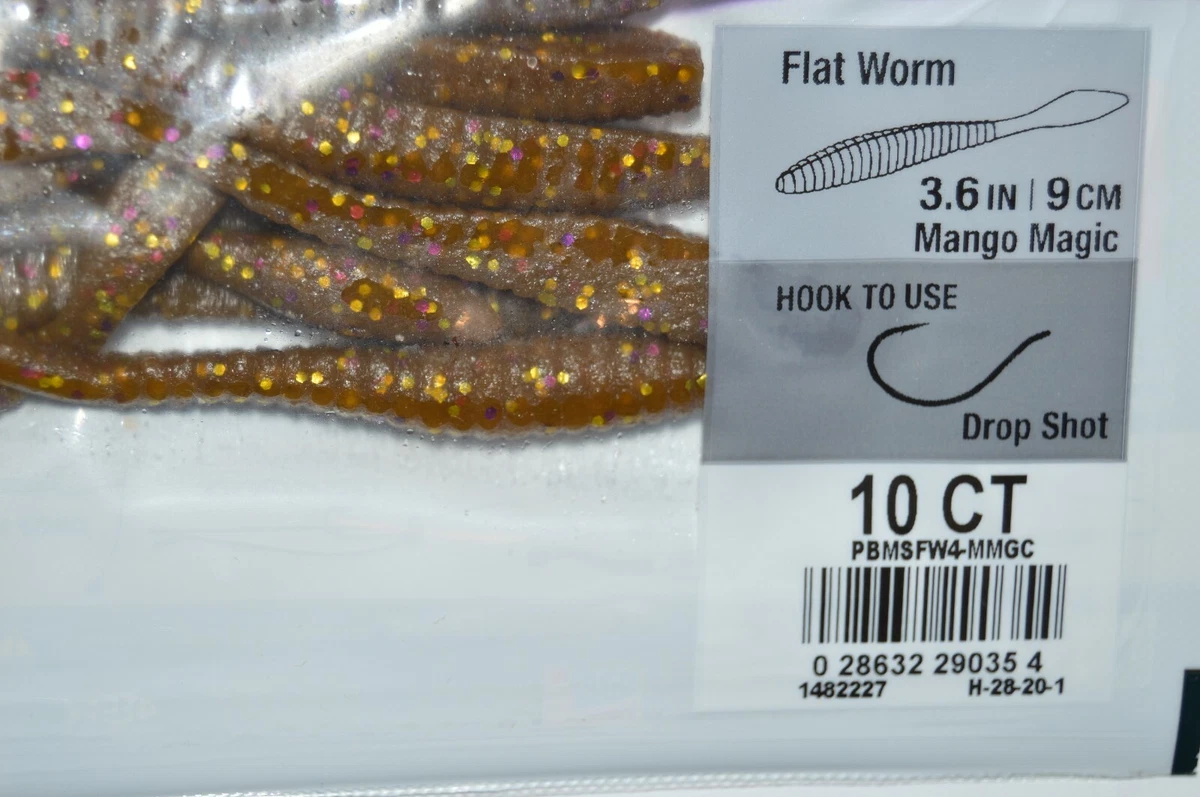 Flat Worm
3.6 IN | 9 CM
Mango Magic
HOOK TO USE
Drop Shot
10 CT
PBMSFW4-MMGC
0 28632 29035 4
1482227 H-28-20-1